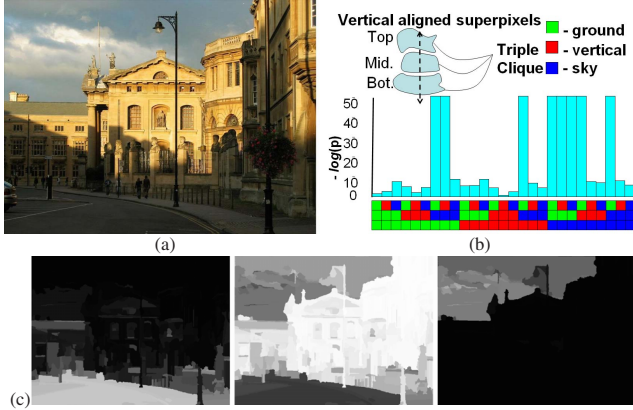 Vertical aligned superpixels
Top
Mid.
Bot.
Triple
Clique
- ground
- vertical
- sky
- log(p)
50
40
30
20
10
0
(a)
(b)
(c)